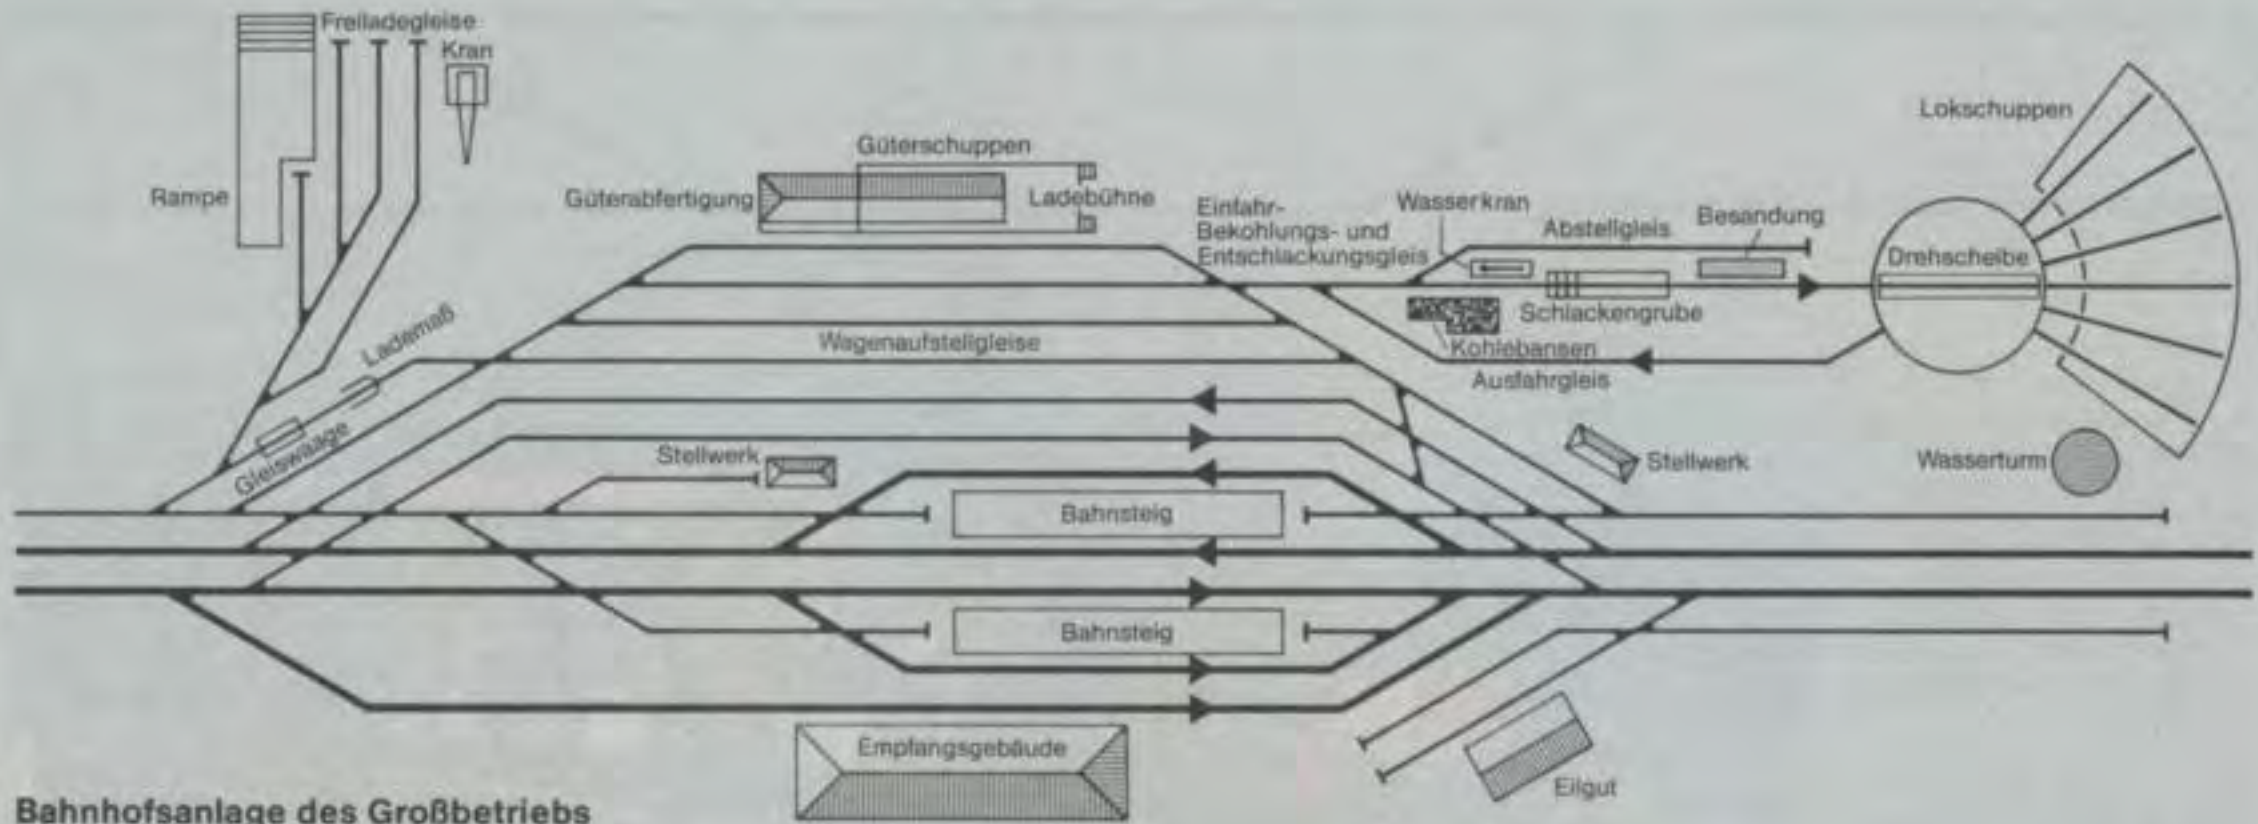 Freiladegleise
Kran
Lokschuppen
Güterschuppen
Rampe
Güterabfertigung
Ladebühne
Einfahr-
Bekohlungs- und
Entschlackungsgleis
Wasserkran
Abstellgleis
Besandung
Drehscheibe
Lademaß
Wagenaufstellgleise
Schlackengrube
Kohlebansen
Ausfahrgleis
Gleiswaage
Stellwerk
Stellwerk
Wasserturm
Bahnsteig
Bahnsteig
Empfangsgebäude
Eilgut
Bahnhofsanlage des Großbetriebs